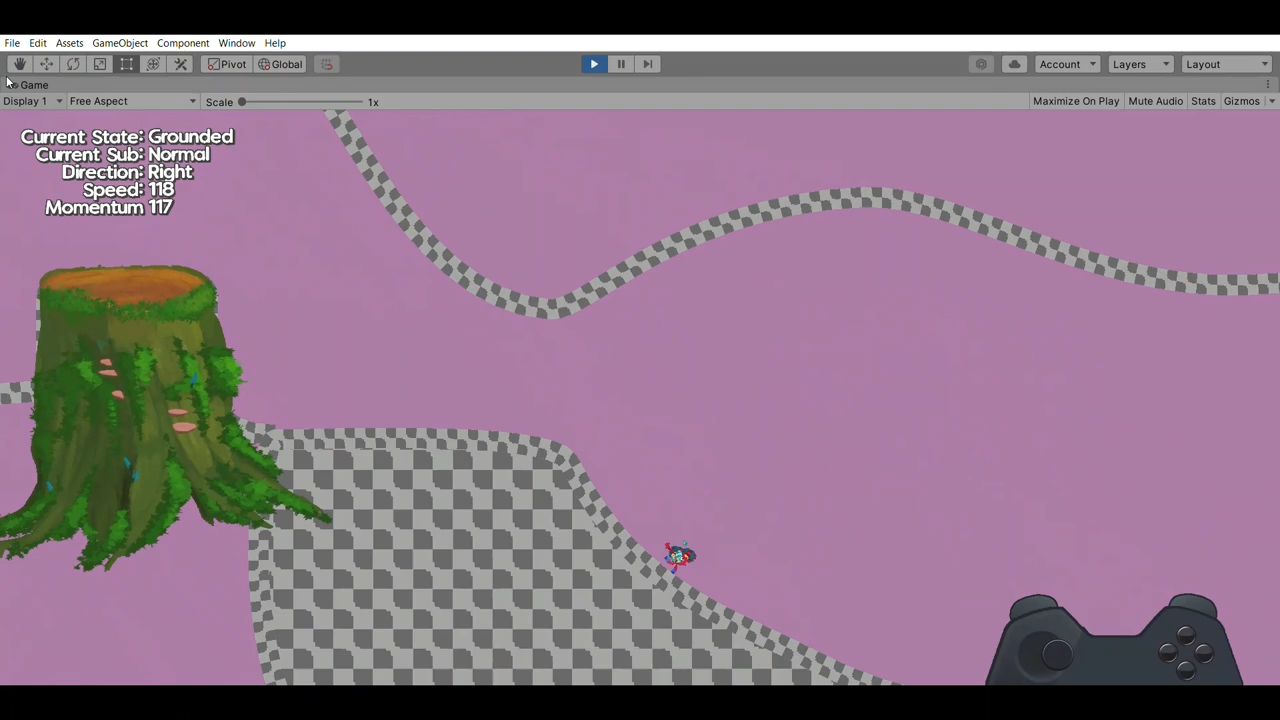 File Edit Assets GameObject Component Window Help
Pivot Global Account Layers Layout
Game
Display 1 Free Aspect Scale 1x Maximize On Play Mute Audio Stats Gizmos
Current State: Grounded
Current Sub: Normal
Direction: Right
Speed: 118
Momentum 117